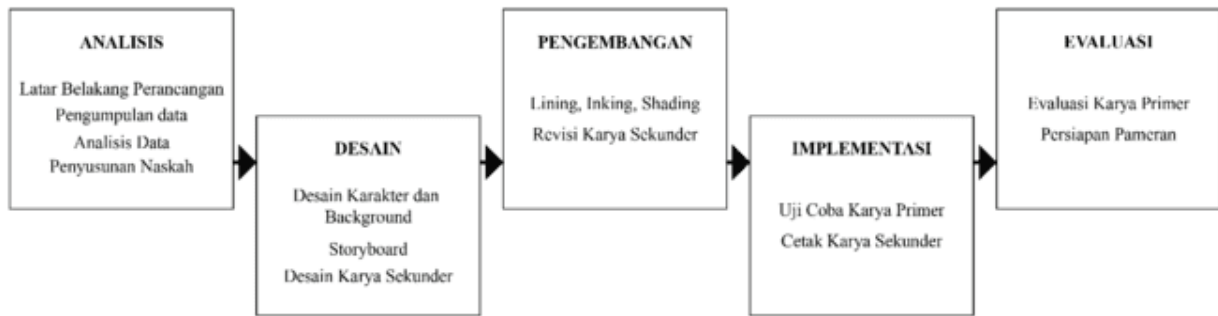 ANALISIS
Latar Belakang Perancangan
Pengumpulan data
Analisis Data
Penyusunan Naskah
DESAIN
Desain Karakter dan
Background
Storyboard
Desain Karya Sekunder
PENGEMBANGAN
Lining, Inking, Shading
Revisi Karya Sekunder
IMPLEMENTASI
Uji Coba Karya Primer
Cetak Karya Sekunder
EVALUASI
Evaluasi Karya Primer
Persiapan Pameran